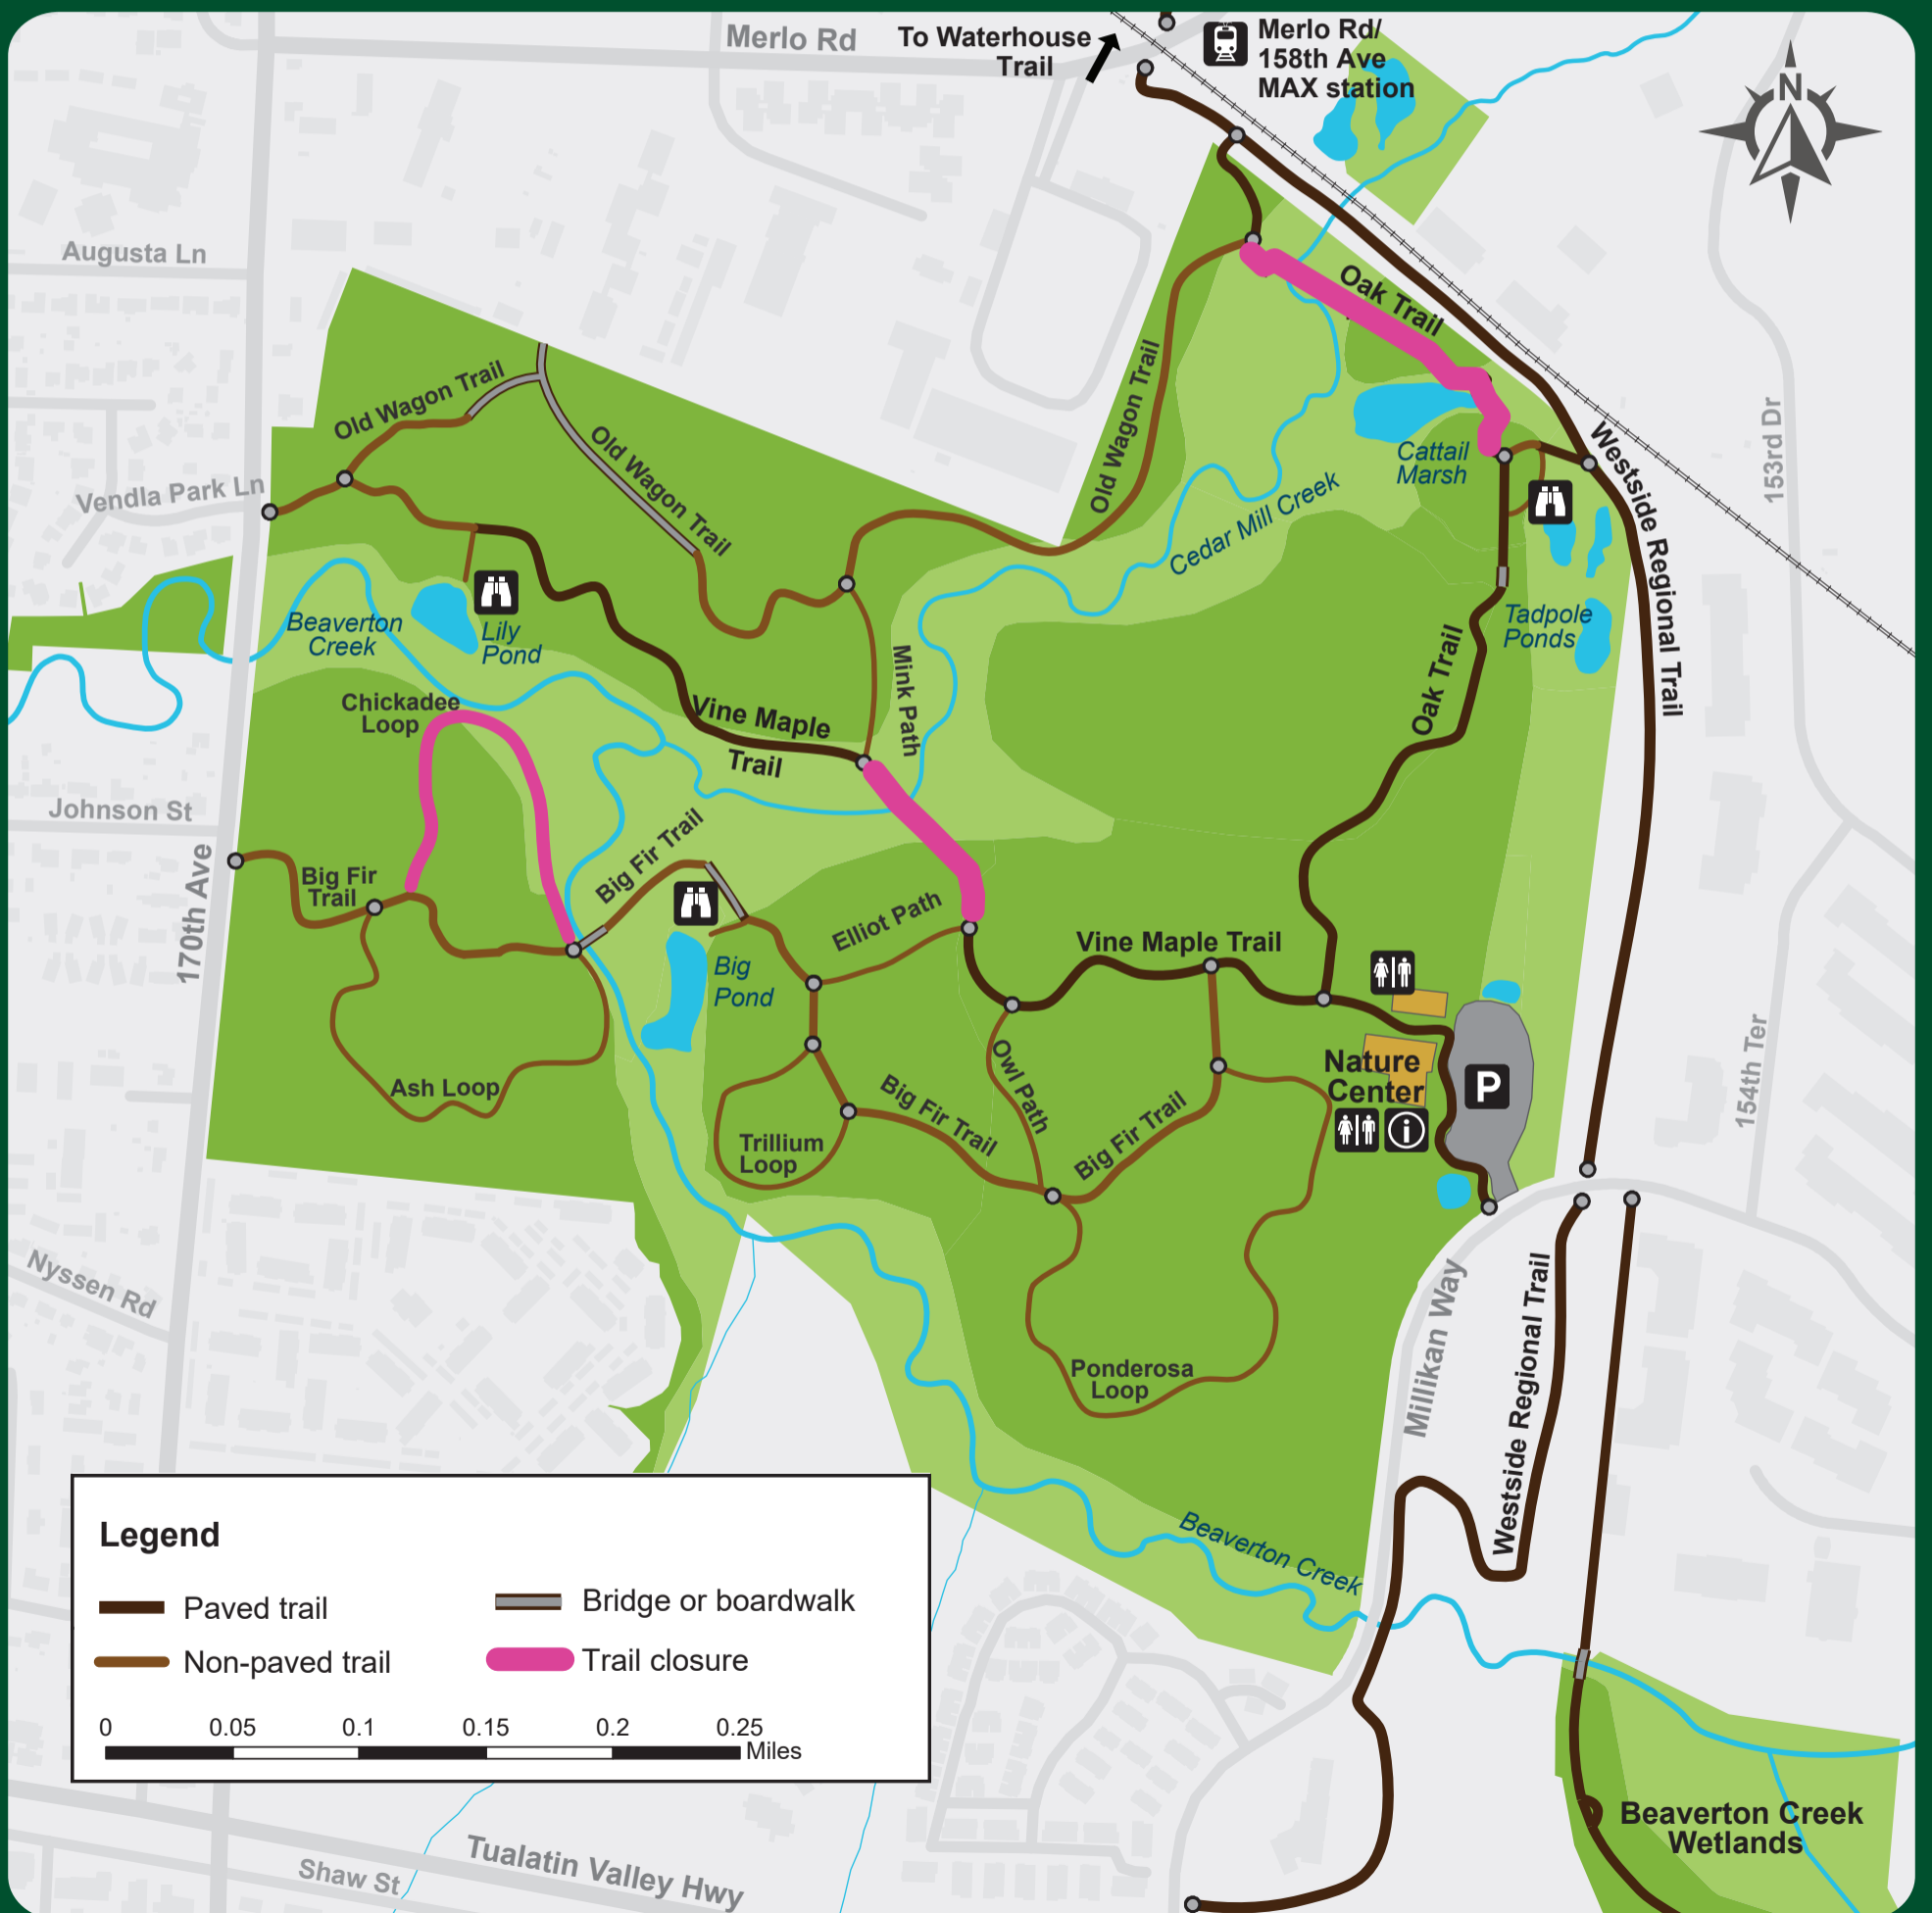 Merlo Rd
To Waterhouse
Trail
Merlo Rd/
158th Ave
MAX station
N
Augusta Ln
Oak Trail
Old Wagon Trail
Old Wagon Trail
Old Wagon Trail
153rd Dr
Westside Regional Trail
Cattail
Marsh
Vendla Park Ln
Cedar Mill Creek
Beaverton
Creek
Lily
Pond
Tadpole
Ponds
Oak Trail
Mink Path
Chickadee
Loop
Vine Maple
Trail
Johnson St
170th Ave
Big Fir
Trail
Big Fir Trail
Elliot Path
Vine Maple Trail
Big
Pond
Owl Path
Nature
Center
P
i
154th Ter
Ash Loop
Big Fir Trail
Big Fir Trail
Trillium
Loop
Nyssen Rd
Millikan Way
Westside Regional Trail
Ponderosa
Loop
Beaverton Creek
Legend
Paved trail
Bridge or boardwalk
Non-paved trail
Trail closure
0 0.05 0.1 0.15 0.2 0.25
Miles
Beaverton Creek
Wetlands
Tualatin Valley Hwy
Shaw St